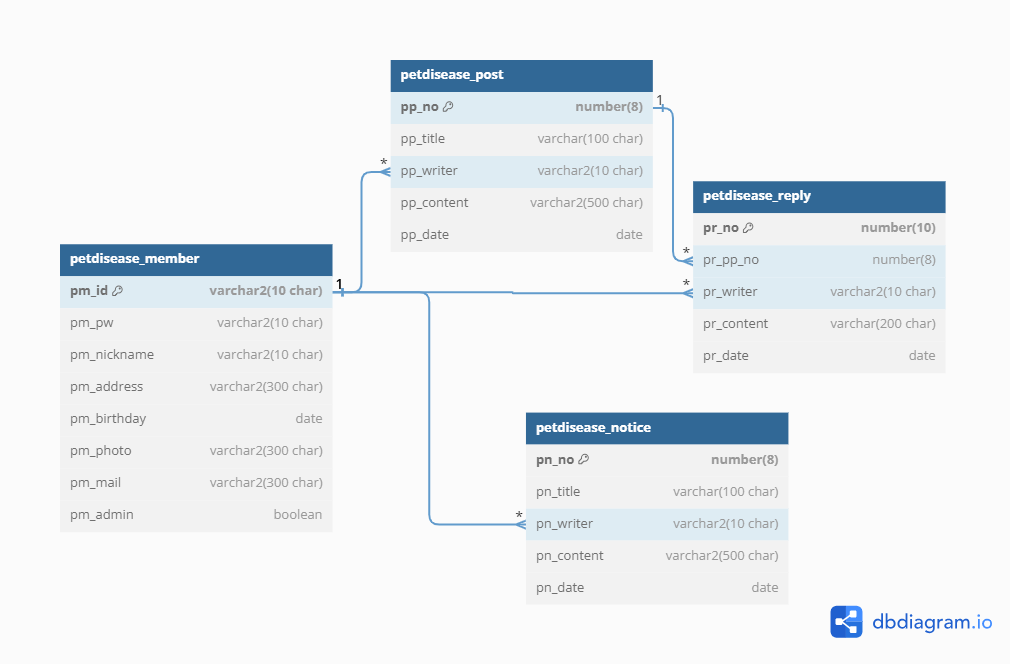 petdisease_post
pp_no number(8)
pp_title varchar(100 char)
pp_writer varchar2(10 char)
pp_content varchar2(500 char)
pp_date date
1
*
petdisease_reply
pr_no number(10)
pr_pp_no number(8)
pr_writer varchar2(10 char)
pr_content varchar(200 char)
pr_date date
*
*
petdisease_member
pm_id varchar2(10 char)
pm_pw varchar2(10 char)
pm_nickname varchar2(10 char)
pm_address varchar2(300 char)
pm_birthday date
pm_photo varchar2(300 char)
pm_mail varchar2(300 char)
pm_admin boolean
1
petdisease_notice
pn_no number(8)
pn_title varchar(100 char)
pn_writer varchar2(10 char)
pn_content varchar2(500 char)
pn_date date
*
dbdiagram.io